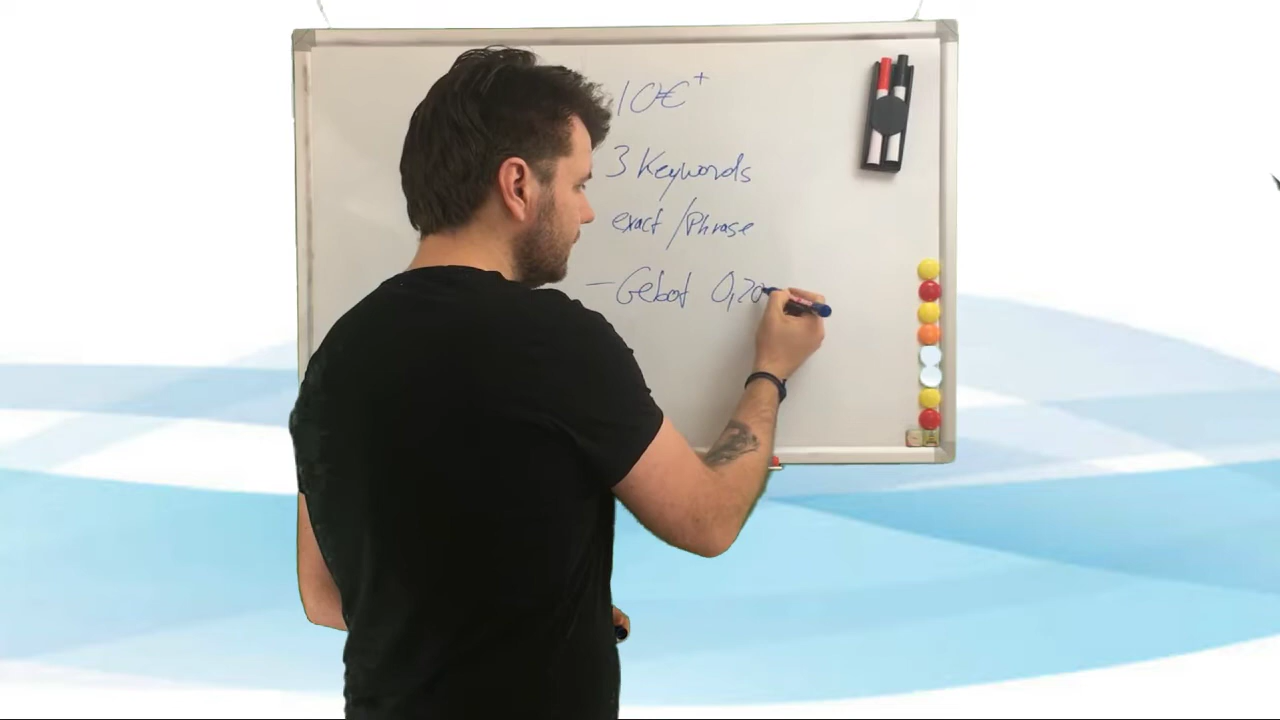 10€+
3 Keywords
exact / Phrase
- Gebot 0,20